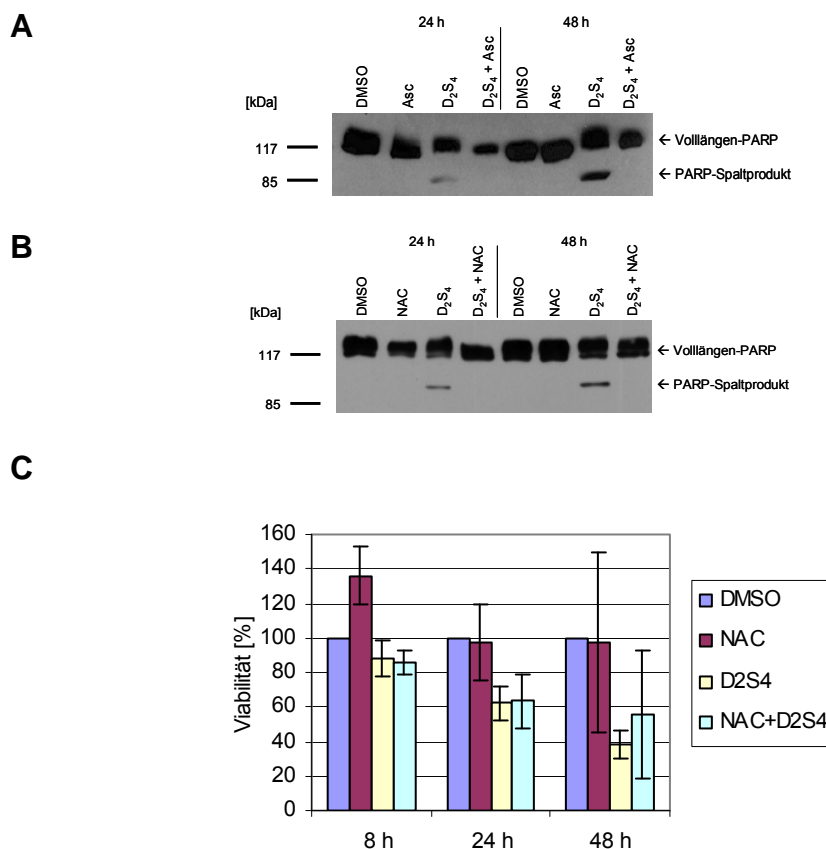 A
24 h
48 h
DMSO
Asc
D₂S₄
D₂S₄ + Asc
DMSO
Asc
D₂S₄
D₂S₄ + Asc
[kDa]
117
85
← Volllängen-PARP
← PARP-Spaltprodukt
B
24 h
48 h
DMSO
NAC
D₂S₄
D₂S₄ + NAC
DMSO
NAC
D₂S₄
D₂S₄ + NAC
[kDa]
117
85
← Volllängen-PARP
← PARP-Spaltprodukt
C
Viabilität [%]
160
140
120
100
80
60
40
20
0
8 h
24 h
48 h
DMSO
NAC
D2S4
NAC+D2S4